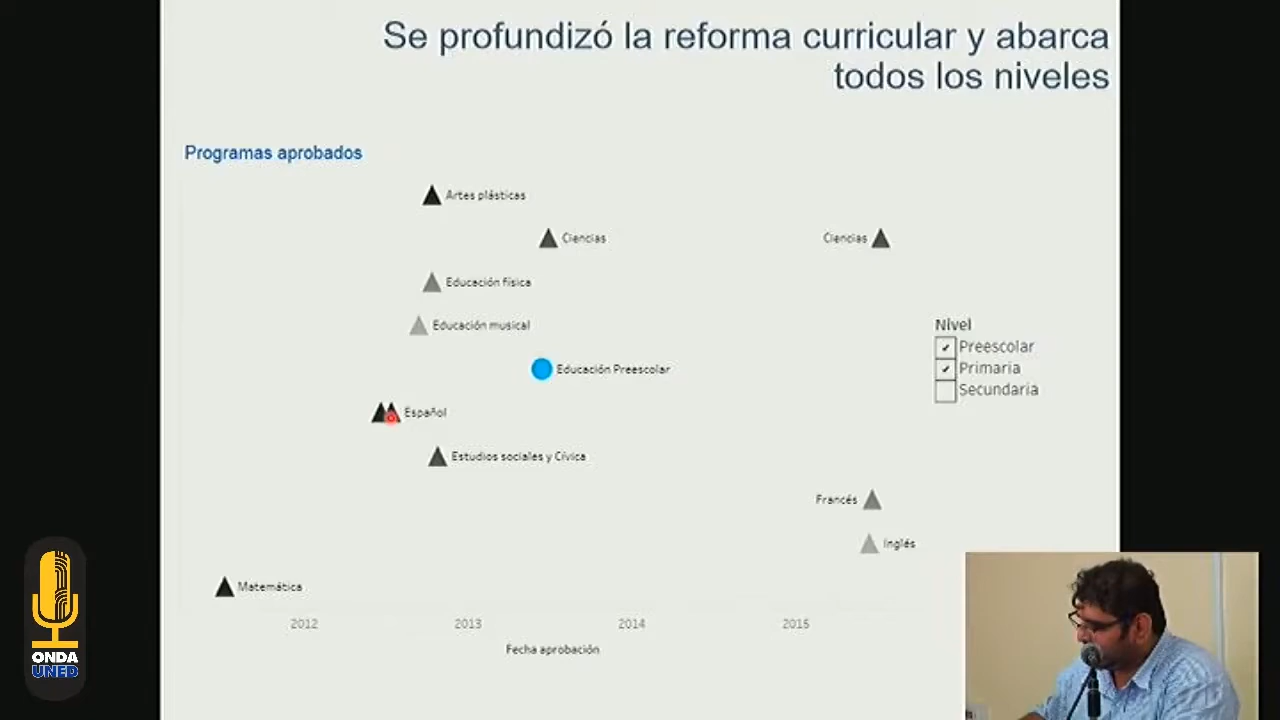 Se profundizó la reforma curricular y abarca
todos los niveles
Programas aprobados
Artes plásticas
Ciencias
Ciencias
Educación física
Educación musical
Nivel
Preescolar
Primaria
Secundaria
Educación Preescolar
Español
Estudios sociales y Cívica
Francés
Inglés
Matemática
2012
2013
2014
2015
Fecha aprobación
ONDA
UNED